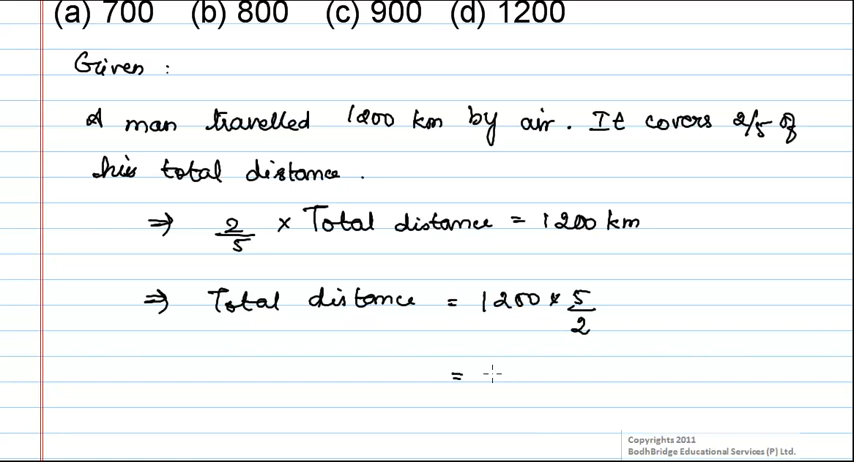 (a) 700 (b) 800 (c) 900 (d) 1200
Given :
A man travelled 1200 km by air. It covers 2/5 of
his total distance.
⇒ 2/5 × Total distance = 1200 km
⇒ Total distance = 1200 × 5/2
=
Copyrights 2011
BodhBridge Educational Services (P) Ltd.